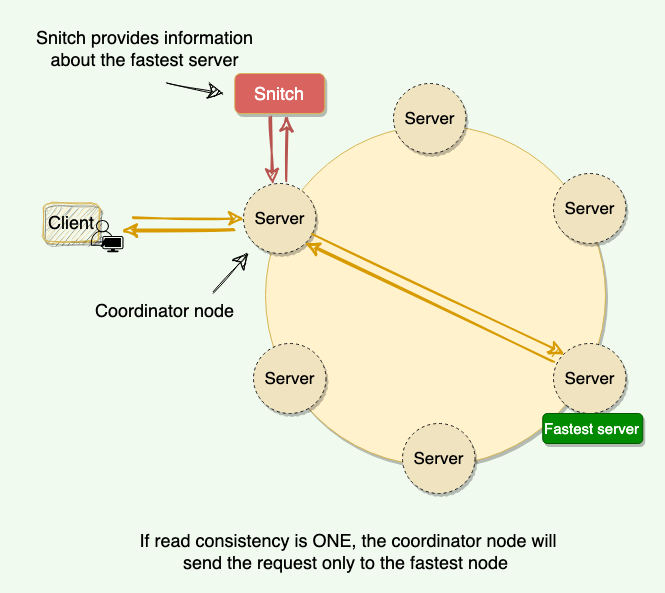 Snitch provides information
about the fastest server
Snitch
Server
Server
Client
Server
Coordinator node
Server
Server
Fastest server
Server
If read consistency is ONE, the coordinator node will
send the request only to the fastest node